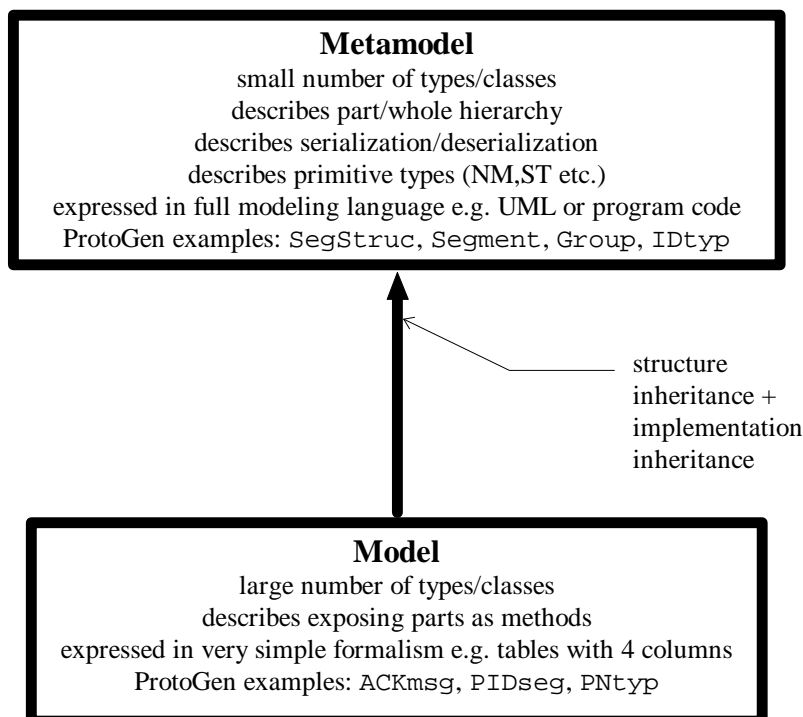 Metamodel
small number of types/classes
describes part/whole hierarchy
describes serialization/deserialization
describes primitive types (NM,ST etc.)
expressed in full modeling language e.g. UML or program code
ProtoGen examples: SegStruc, Segment, Group, IDtyp
structure
inheritance +
implementation
inheritance
Model
large number of types/classes
describes exposing parts as methods
expressed in very simple formalism e.g. tables with 4 columns
ProtoGen examples: ACKmsg, PIDseg, PNtyp